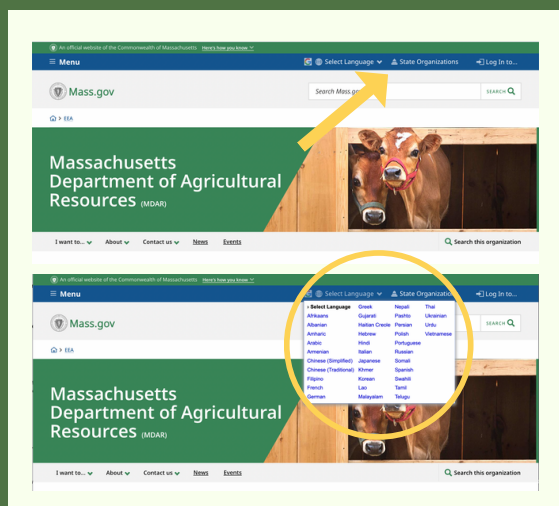 An official website of the Commonwealth of Massachusetts Here's how you know
Menu Select Language State Organizations Log In to...
Mass.gov Search Mass.go SEARCH
EEA
Massachusetts
Department of Agricultural
Resources (MDAR)
I want to... About Contact us News Events Search this organization
An official website of the Commonwealth of Massachusetts Here's how you know
Menu Select Language State Organizations Log In to...
Mass.gov SEARCH
› Select Language Greek Nepali Thai
Afrikaans Gujarati Pashto Ukrainian
Albanian Haitian Creole Persian Urdu
Amharic Hebrew Polish Vietnamese
Arabic Hindi Portuguese
Armenian Italian Russian
Chinese (Simplified) Japanese Somali
Chinese (Traditional) Khmer Spanish
Filipino Korean Swahili
French Lao Tamil
German Malayalam Telugu
EEA
Massachusetts
Department of Agricultural
Resources (MDAR)
I want to... About Contact us News Events Search this organization